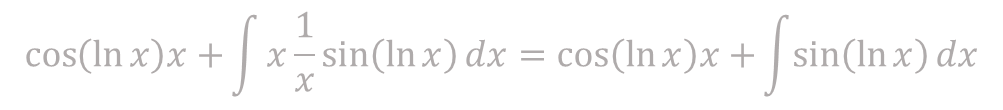 cos(ln x)x + ∫ x 1/x sin(ln x) dx = cos(ln x)x + ∫ sin(ln x) dx